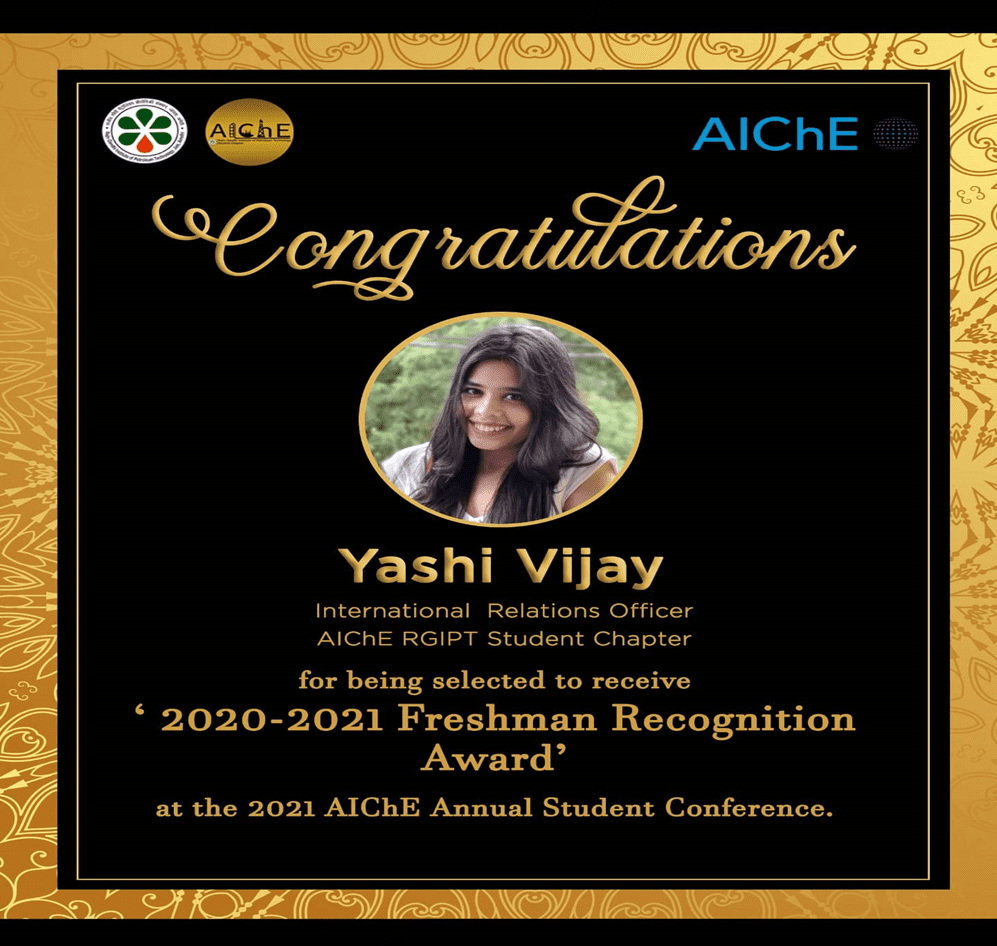 AIChE
AIChE
Congratulations
Yashi Vijay
International Relations Officer
AIChE RGIPT Student Chapter
for being selected to receive
‘ 2020-2021 Freshman Recognition
Award’
at the 2021 AIChE Annual Student Conference.